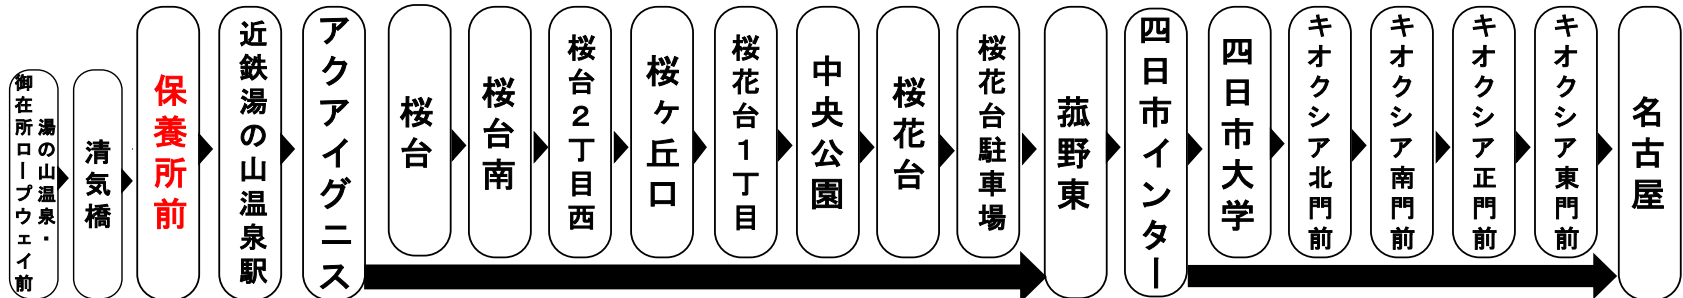 湯の山温泉・
御在所ロープウェイ前
清気橋
保養所前
近鉄湯の山温泉駅
アクアイグニス
桜台
桜台南
桜台２丁目西
桜ヶ丘口
桜花台１丁目
中央公園
桜花台
桜花台駐車場
菰野東
四日市インター
四日市大学
キオクシア北門前
キオクシア南門前
キオクシア正門前
キオクシア東門前
名古屋